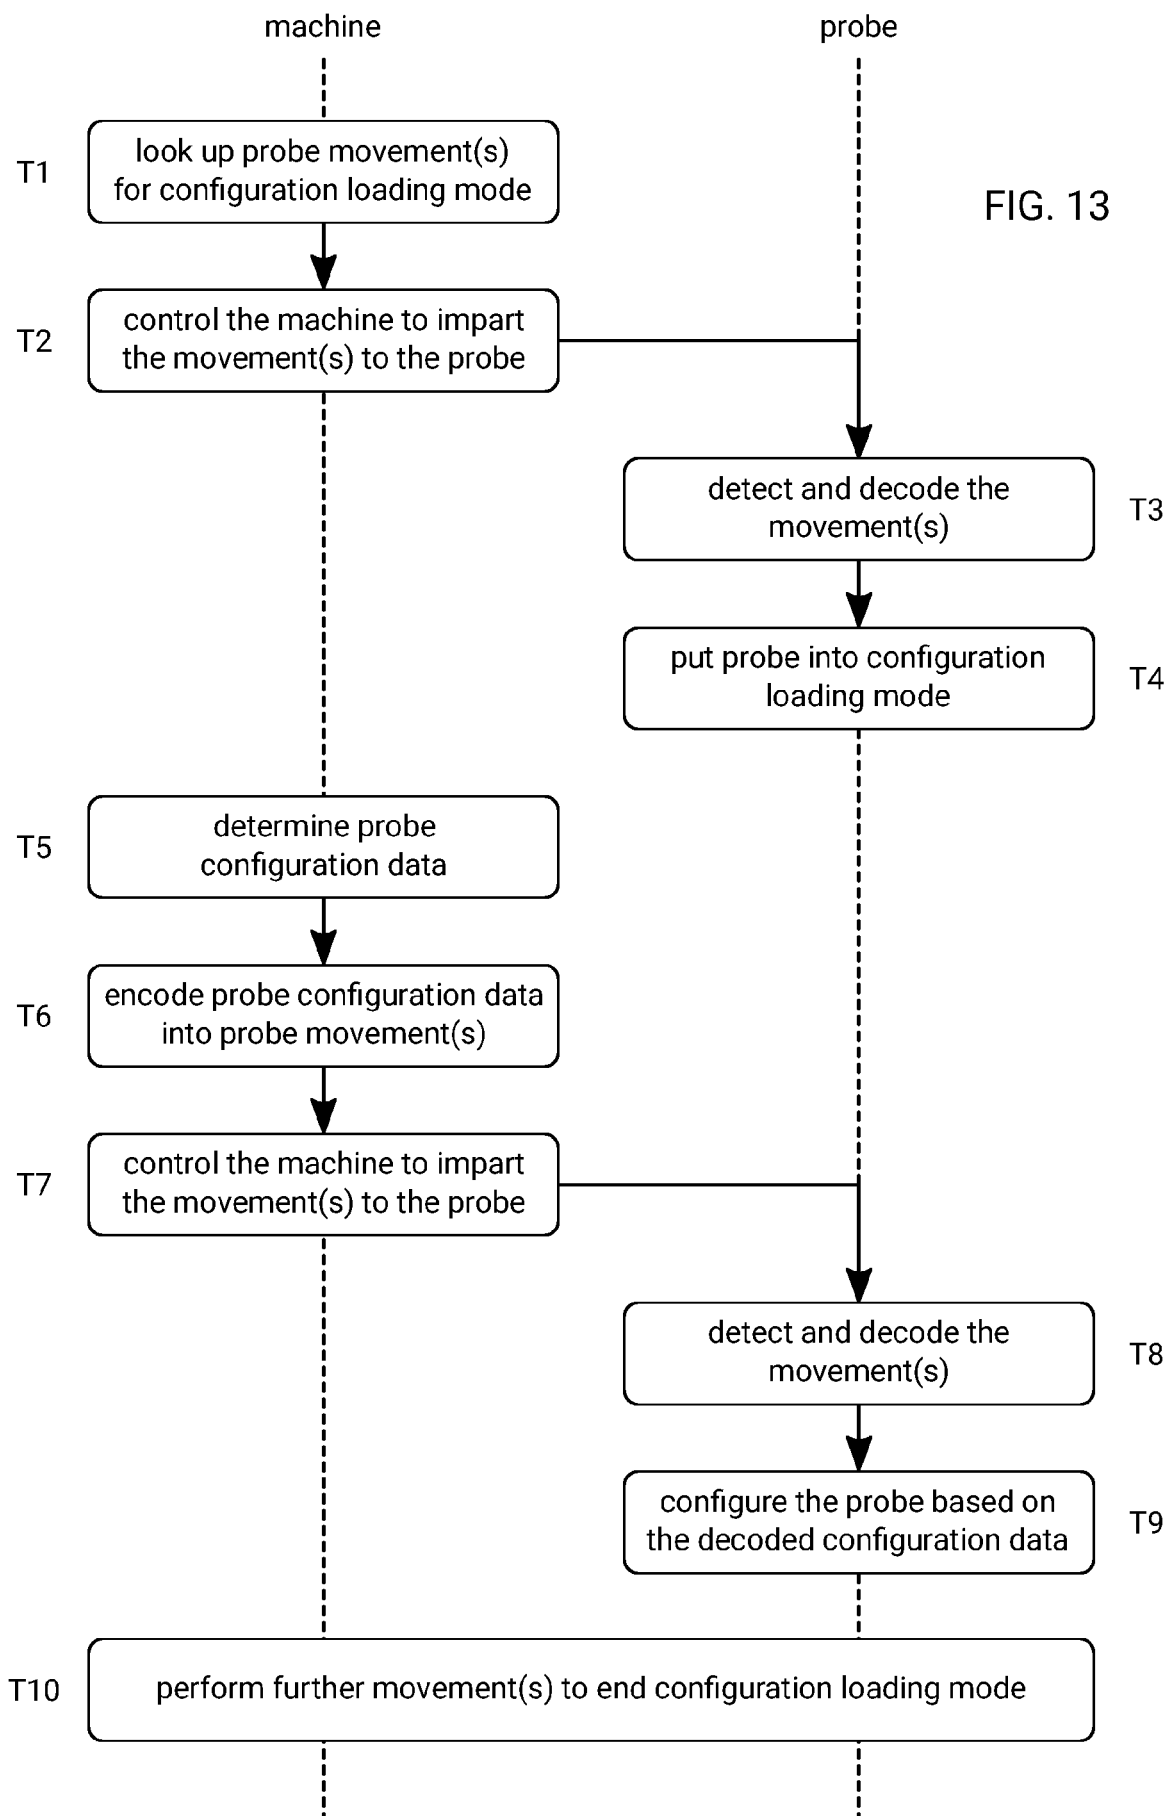 machine
probe
T1
look up probe movement(s)
for configuration loading mode
FIG. 13
T2
control the machine to impart
the movement(s) to the probe
detect and decode the
movement(s)
T3
put probe into configuration
loading mode
T4
T5
determine probe
configuration data
T6
encode probe configuration data
into probe movement(s)
T7
control the machine to impart
the movement(s) to the probe
detect and decode the
movement(s)
T8
configure the probe based on
the decoded configuration data
T9
T10
perform further movement(s) to end configuration loading mode